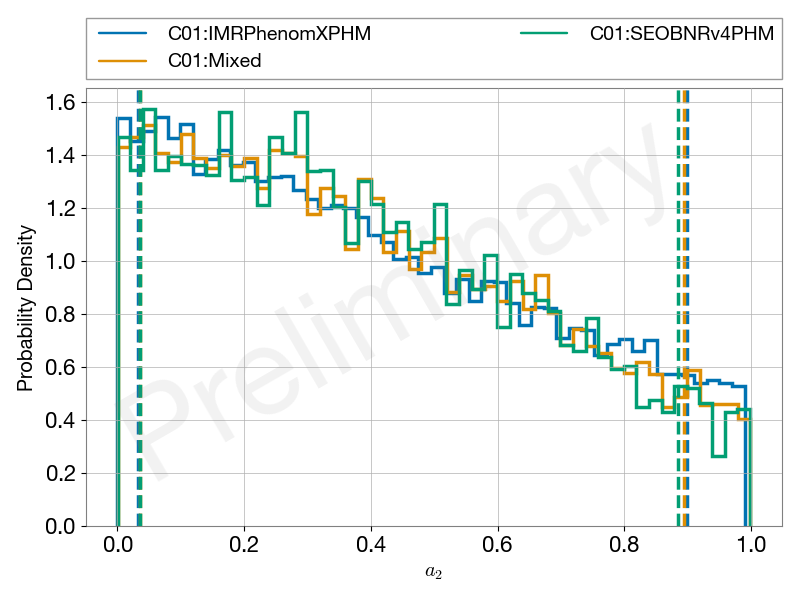 C01:IMRPhenomXPHM
C01:Mixed
C01:SEOBNRv4PHM
Preliminary
Probability Density
1.6
1.4
1.2
1.0
0.8
0.6
0.4
0.2
0.0
0.0 0.2 0.4 0.6 0.8 1.0
a₂